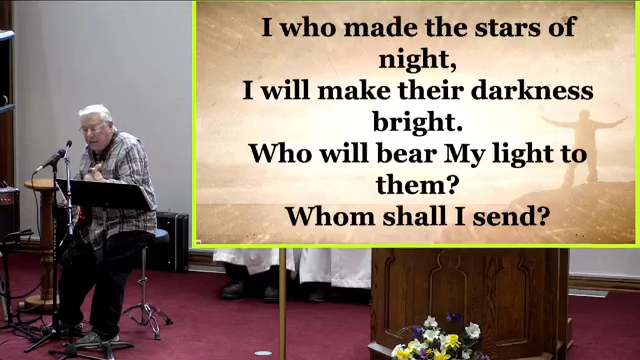 I who made the stars of
night,
I will make their darkness
bright.
Who will bear My light to
them?
Whom shall I send?